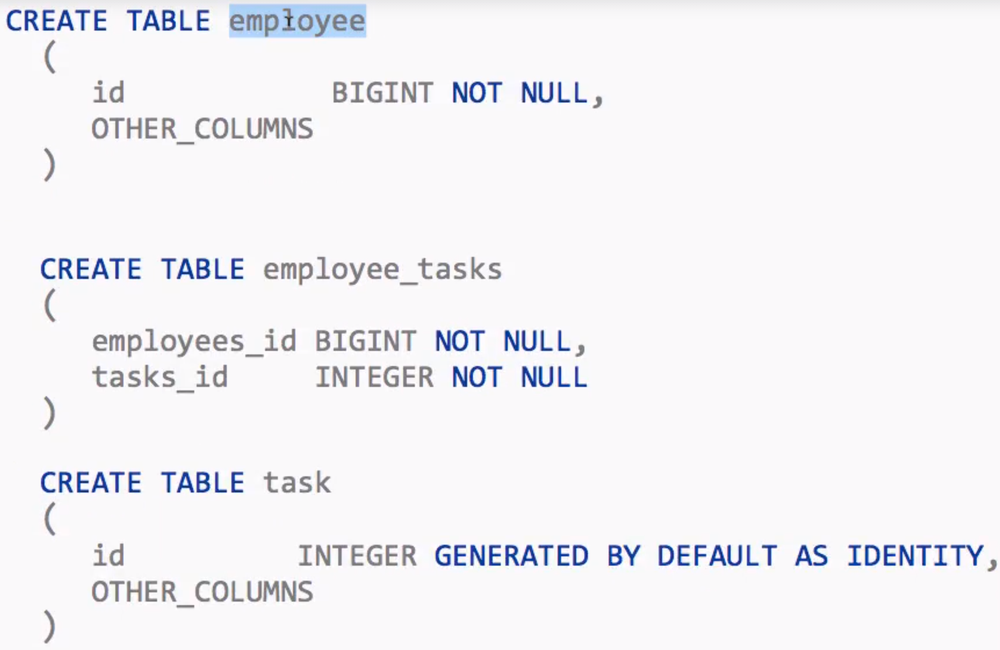 CREATE TABLE employee
(
id BIGINT NOT NULL,
OTHER_COLUMNS
)
CREATE TABLE employee_tasks
(
employees_id BIGINT NOT NULL,
tasks_id INTEGER NOT NULL
)
CREATE TABLE task
(
id INTEGER GENERATED BY DEFAULT AS IDENTITY,
OTHER_COLUMNS
)